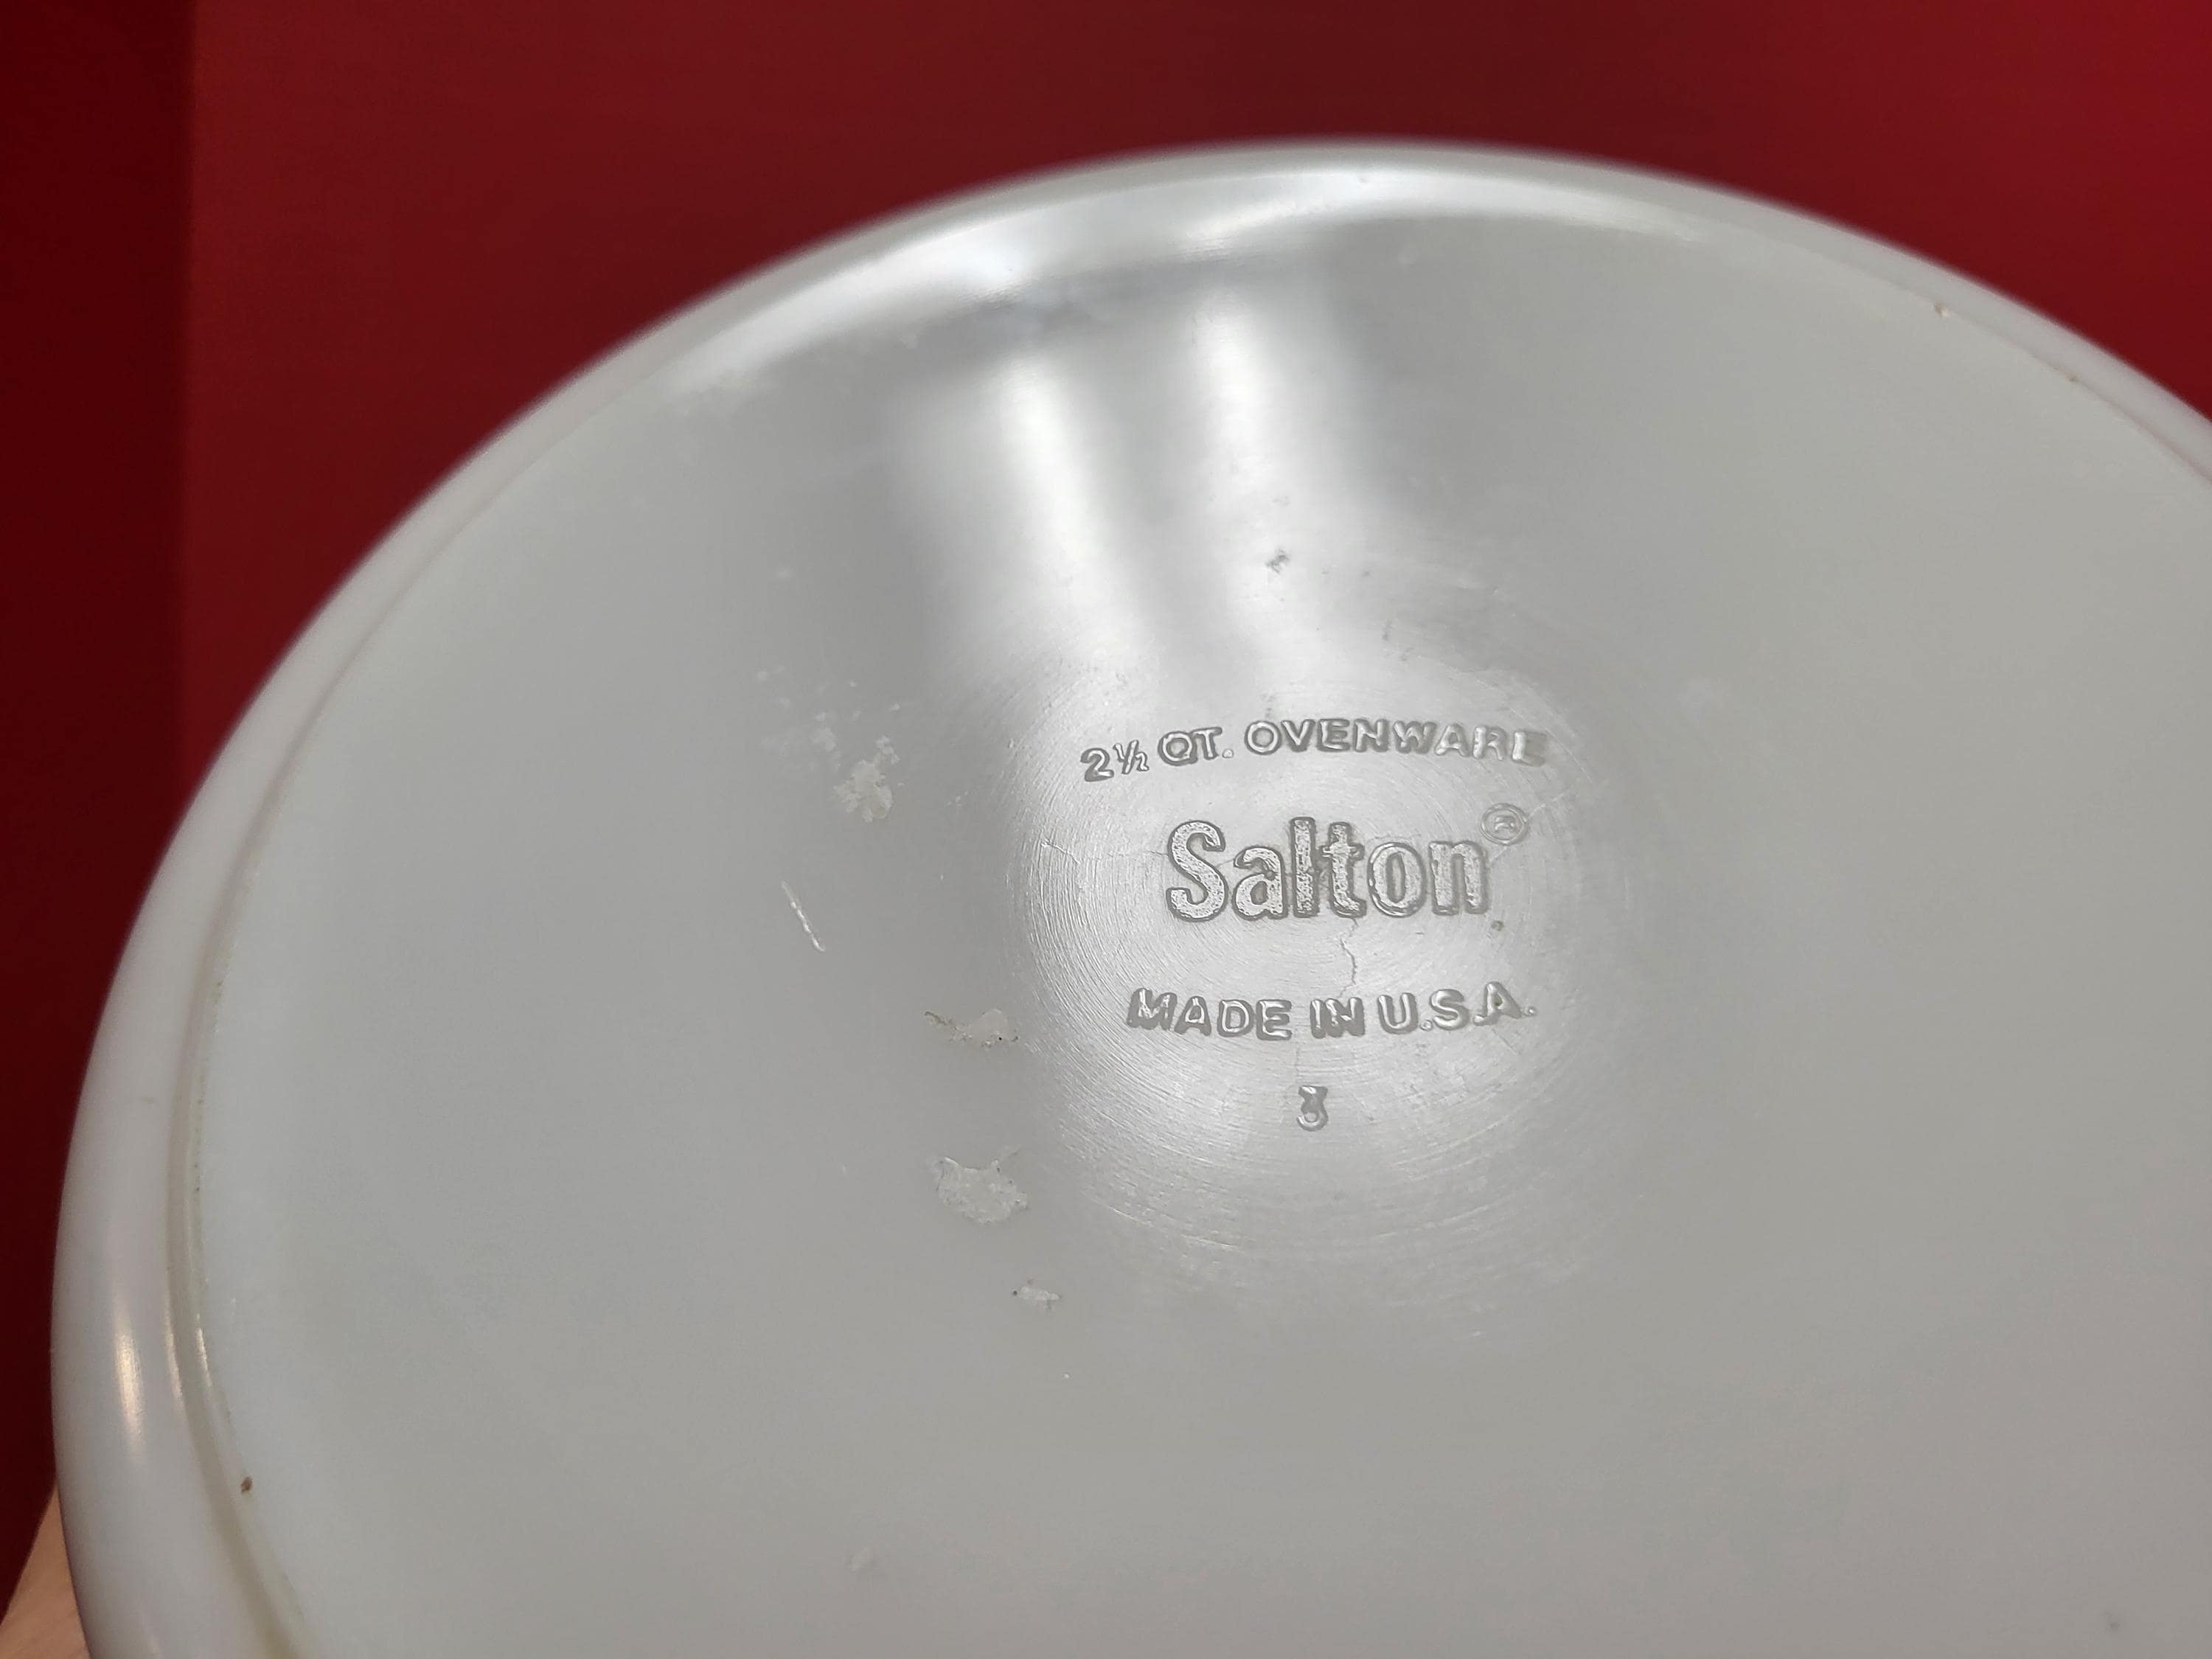 2½ QT. OVENWARE
Salton®
MADE IN U.S.A.
3